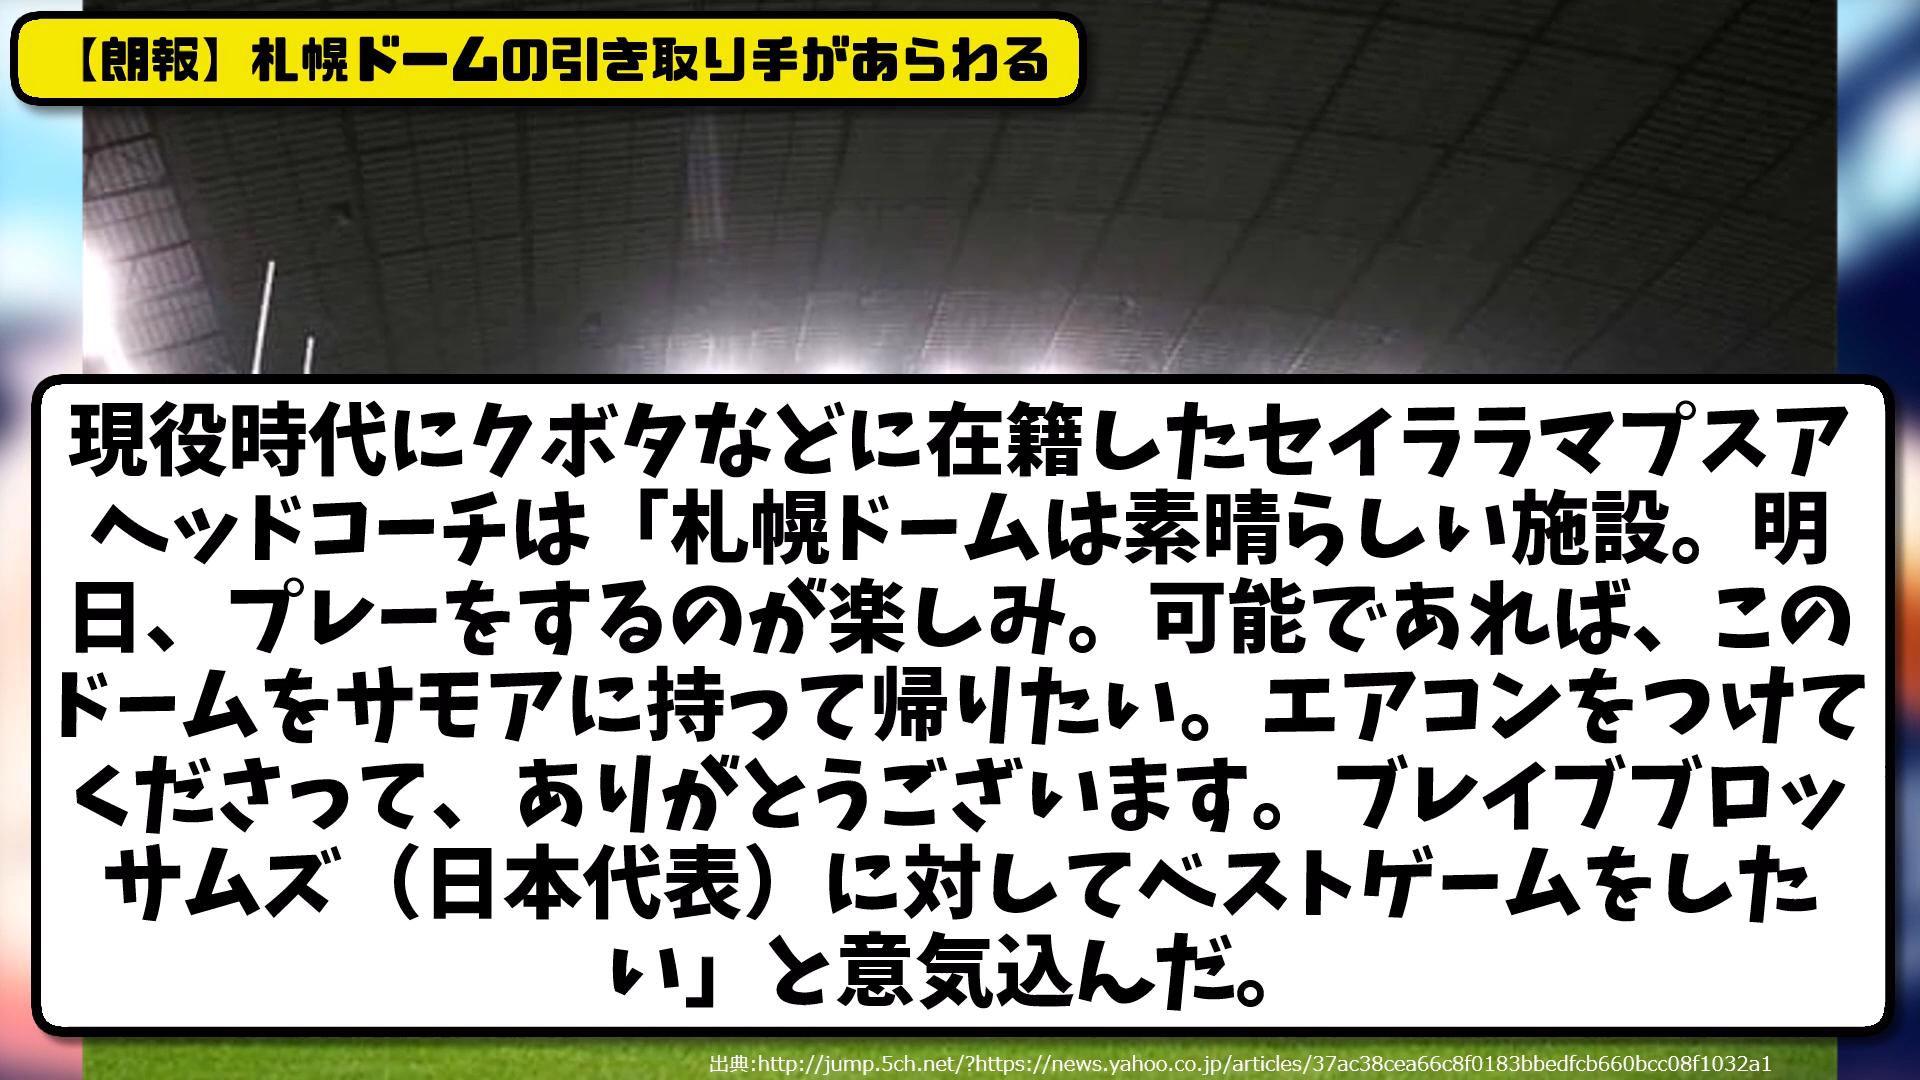 【朗報】札幌ドームの引き取り手があらわる
現役時代にクボタなどに在籍したセイララマプスア
ヘッドコーチは「札幌ドームは素晴らしい施設。明
日、プレーをするのが楽しみ。可能であれば、この
ドームをサモアに持って帰りたい。エアコンをつけて
くださって、ありがとうございます。ブレイブブロッ
サムズ（日本代表）に対してベストゲームをした
い」と意気込んだ。
出典:http://jump.5ch.net/?https://news.yahoo.co.jp/articles/37ac38cea66c8f0183bbedfcb660bcc08f1032a1